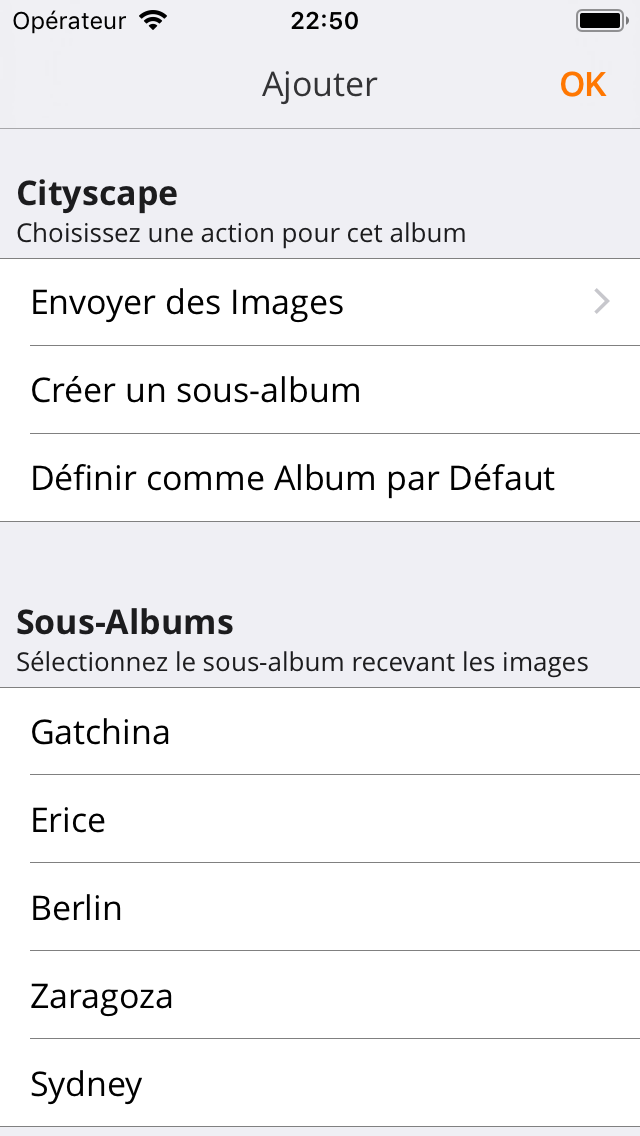 Opérateur 22:50
Ajouter OK
Cityscape
Choisissez une action pour cet album
Envoyer des Images
Créer un sous-album
Définir comme Album par Défaut
Sous-Albums
Sélectionnez le sous-album recevant les images
Gatchina
Erice
Berlin
Zaragoza
Sydney